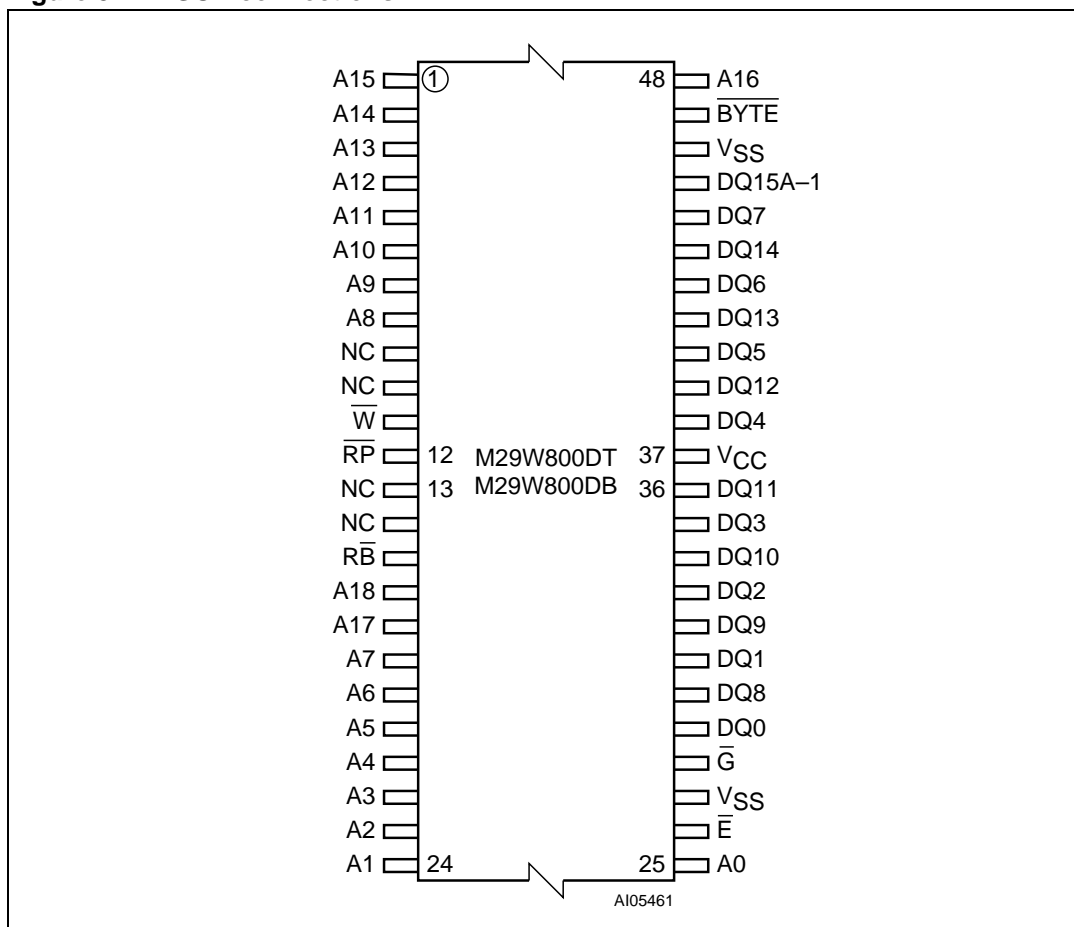 A15 ① 48 A16
A14 B̅Y̅T̅E̅
A13 VSS
A12 DQ15A–1
A11 DQ7
A10 DQ14
A9 DQ6
A8 DQ13
NC DQ5
NC DQ12
W̅ DQ4
R̅P̅ 12 M29W800DT 37 VCC
NC 13 M29W800DB 36 DQ11
NC DQ3
RB̅ DQ10
A18 DQ2
A17 DQ9
A7 DQ1
A6 DQ8
A5 DQ0
A4 G̅
A3 VSS
A2 E̅
A1 24 25 A0
AI05461